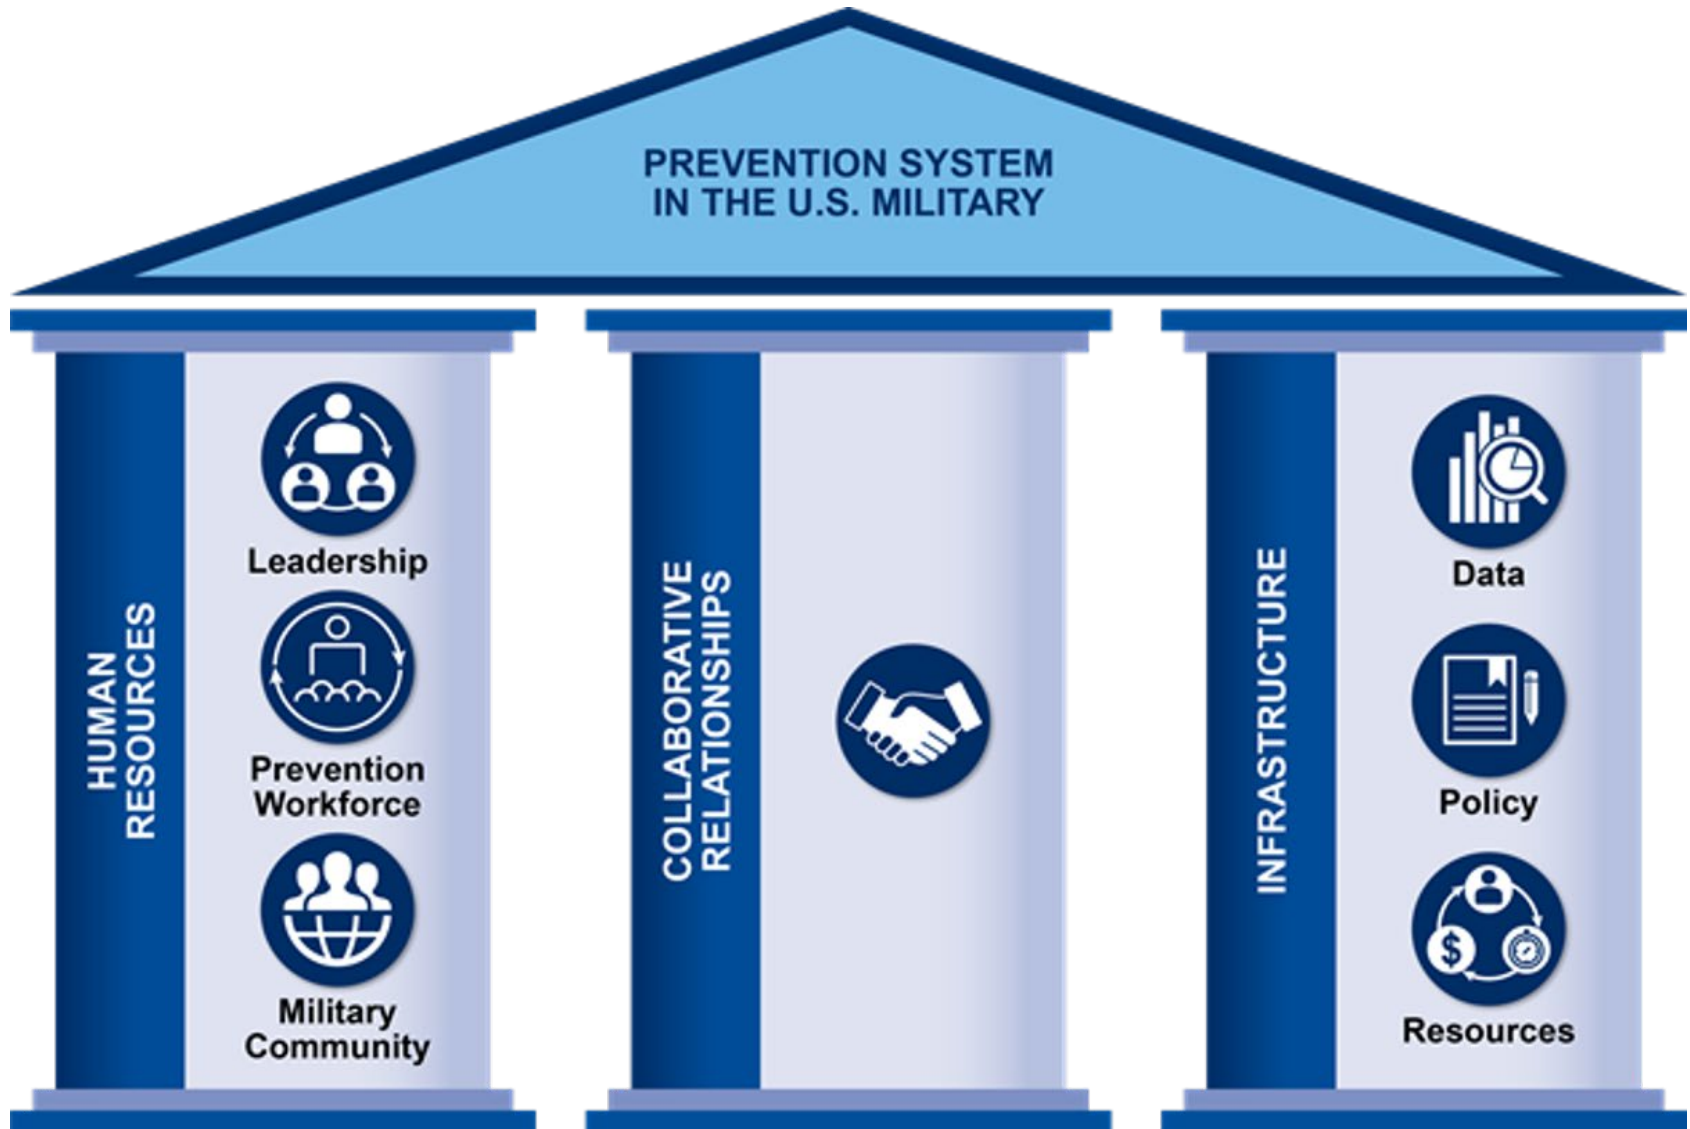 PREVENTION SYSTEM
IN THE U.S. MILITARY
HUMAN
RESOURCES
Leadership
Prevention
Workforce
Military
Community
COLLABORATIVE
RELATIONSHIPS
INFRASTRUCTURE
Data
Policy
$
Resources